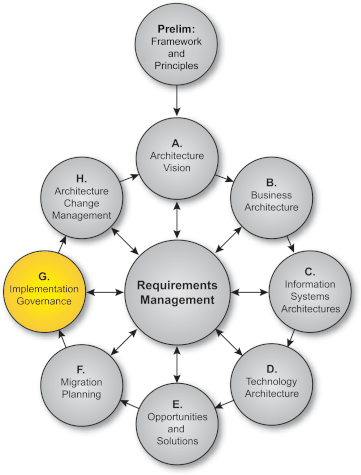 Prelim:
Framework
and
Principles
A.
Architecture
Vision
B.
Business
Architecture
C.
Information
Systems
Architectures
D.
Technology
Architecture
E.
Opportunities
and
Solutions
F.
Migration
Planning
G.
Implementation
Governance
H.
Architecture
Change
Management
Requirements
Management